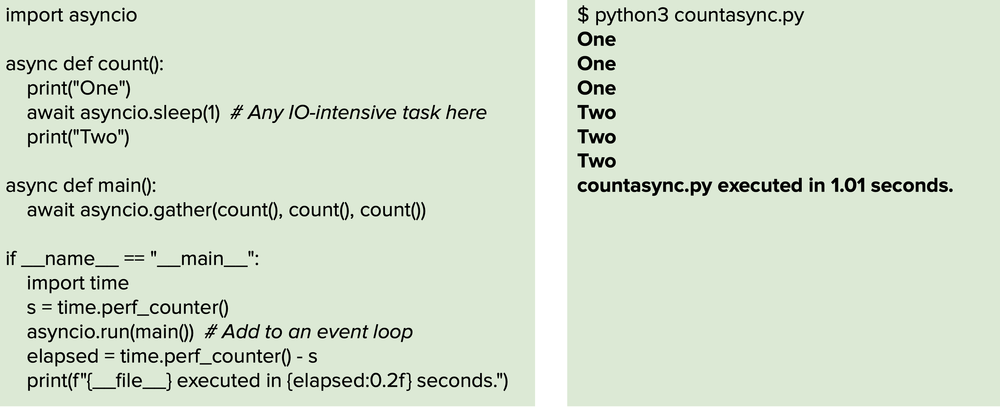 import asyncio
async def count():
print("One")
await asyncio.sleep(1) # Any IO-intensive task here
print("Two")
async def main():
await asyncio.gather(count(), count(), count())
if __name__ == "__main__":
import time
s = time.perf_counter()
asyncio.run(main()) # Add to an event loop
elapsed = time.perf_counter() - s
print(f"{__file__} executed in {elapsed:0.2f} seconds.")
$ python3 countasync.py
One
One
One
Two
Two
Two
countasync.py executed in 1.01 seconds.